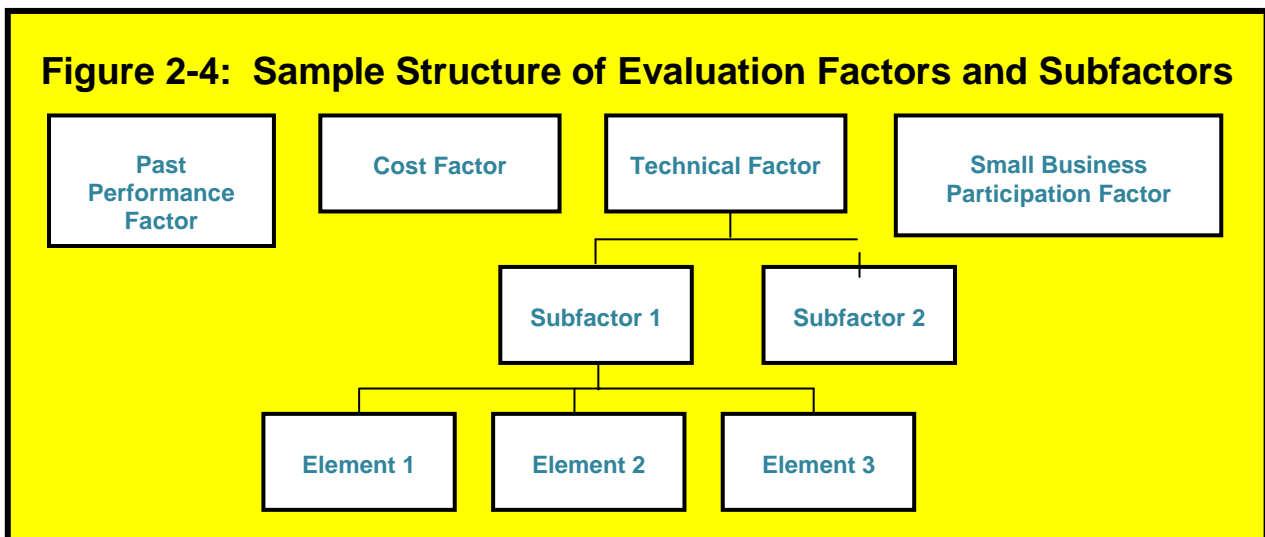 Figure 2-4:  Sample Structure of Evaluation Factors and Subfactors
Past
Performance
Factor
Cost Factor
Technical Factor
Small Business
Participation Factor
Subfactor 1
Subfactor 2
Element 1
Element 2
Element 3